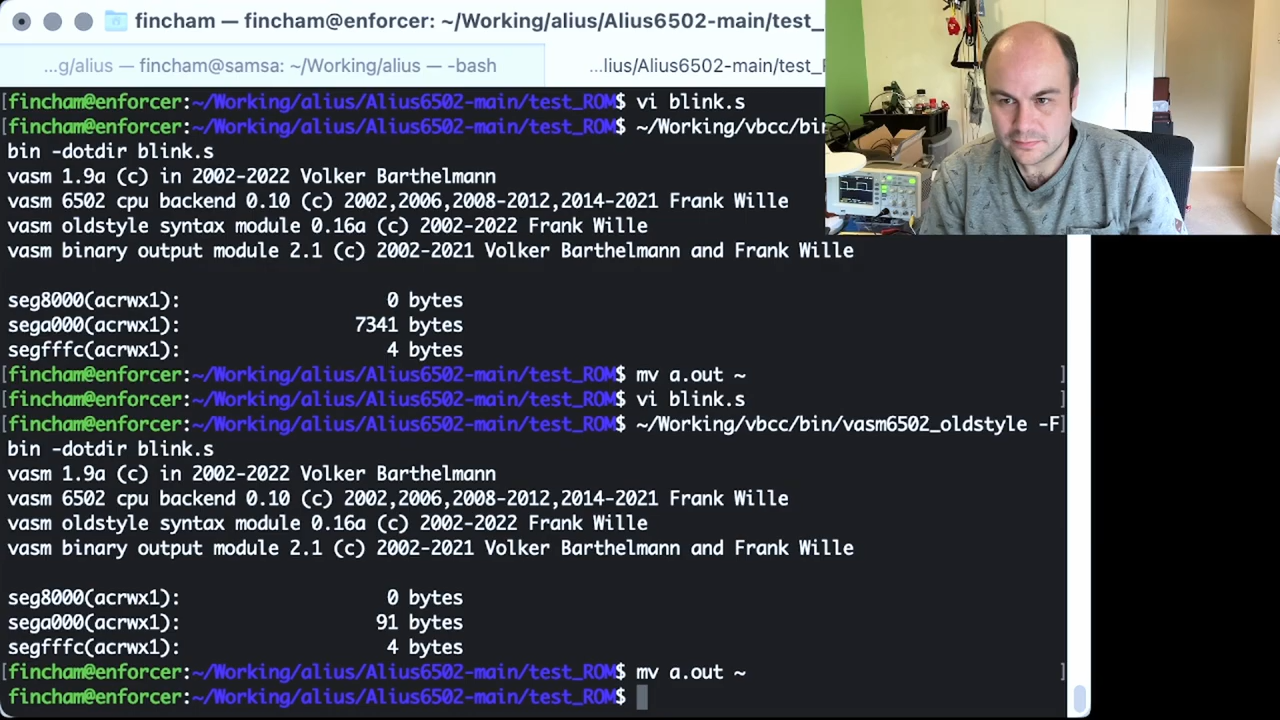 fincham — fincham@enforcer: ~/Working/alius/Alius6502-main/test_
...g/alius — fincham@samsa: ~/Working/alius — -bash
...lius/Alius6502-main/test_
[fincham@enforcer:~/Working/alius/Alius6502-main/test_ROM$ vi blink.s
[fincham@enforcer:~/Working/alius/Alius6502-main/test_ROM$ ~/Working/vbcc/bin
bin -dotdir blink.s
vasm 1.9a (c) in 2002-2022 Volker Barthelmann
vasm 6502 cpu backend 0.10 (c) 2002,2006,2008-2012,2014-2021 Frank Wille
vasm oldstyle syntax module 0.16a (c) 2002-2022 Frank Wille
vasm binary output module 2.1 (c) 2002-2021 Volker Barthelmann and Frank Wille
seg8000(acrwx1): 0 bytes
sega000(acrwx1): 7341 bytes
segfffc(acrwx1): 4 bytes
[fincham@enforcer:~/Working/alius/Alius6502-main/test_ROM$ mv a.out ~ ]
[fincham@enforcer:~/Working/alius/Alius6502-main/test_ROM$ vi blink.s ]
[fincham@enforcer:~/Working/alius/Alius6502-main/test_ROM$ ~/Working/vbcc/bin/vasm6502_oldstyle -F]
bin -dotdir blink.s
vasm 1.9a (c) in 2002-2022 Volker Barthelmann
vasm 6502 cpu backend 0.10 (c) 2002,2006,2008-2012,2014-2021 Frank Wille
vasm oldstyle syntax module 0.16a (c) 2002-2022 Frank Wille
vasm binary output module 2.1 (c) 2002-2021 Volker Barthelmann and Frank Wille
seg8000(acrwx1): 0 bytes
sega000(acrwx1): 91 bytes
segfffc(acrwx1): 4 bytes
[fincham@enforcer:~/Working/alius/Alius6502-main/test_ROM$ mv a.out ~ ]
fincham@enforcer:~/Working/alius/Alius6502-main/test_ROM$